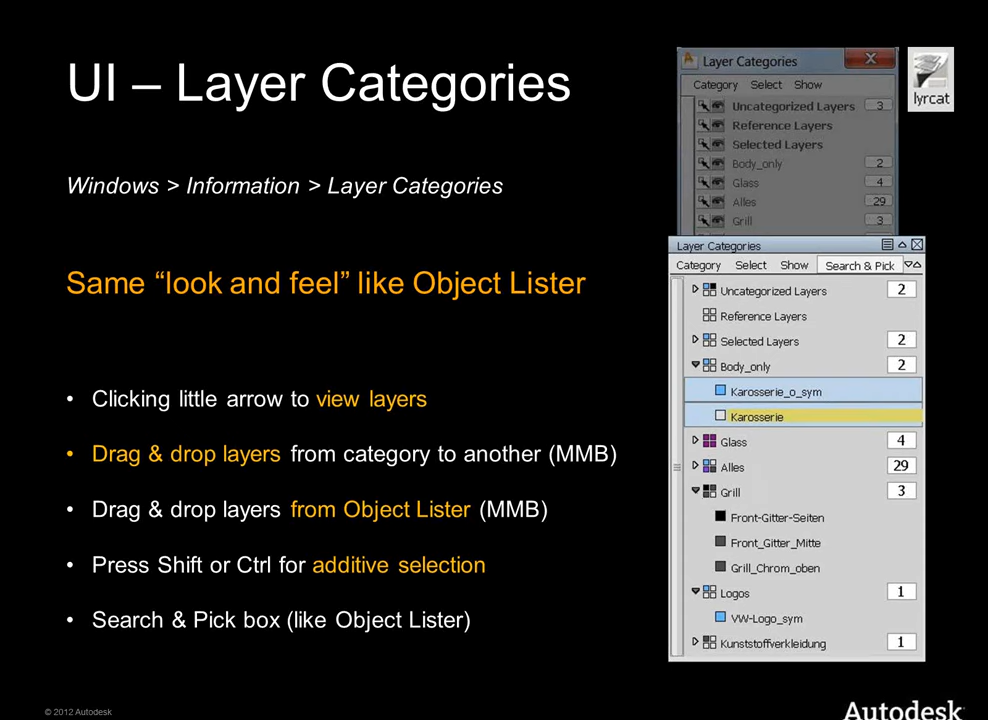 UI – Layer Categories
Windows > Information > Layer Categories
Same “look and feel” like Object Lister
• Clicking little arrow to view layers
• Drag & drop layers from category to another (MMB)
• Drag & drop layers from Object Lister (MMB)
• Press Shift or Ctrl for additive selection
• Search & Pick box (like Object Lister)
Layer Categories
Category Select Show
Uncategorized Layers 3
Reference Layers
Selected Layers
Body_only 2
Glass 4
Alles 29
Grill 3
lyrcat
Layer Categories
Category Select Show Search & Pick
Uncategorized Layers 2
Reference Layers
Selected Layers 2
Body_only 2
Karosserie_o_sym
Karosserie
Glass 4
Alles 29
Grill 3
Front-Gitter-Seiten
Front_Gitter_Mitte
Grill_Chrom_oben
Logos 1
VW-Logo_sym
Kunststoffverkleidung 1
© 2012 Autodesk
Autodesk